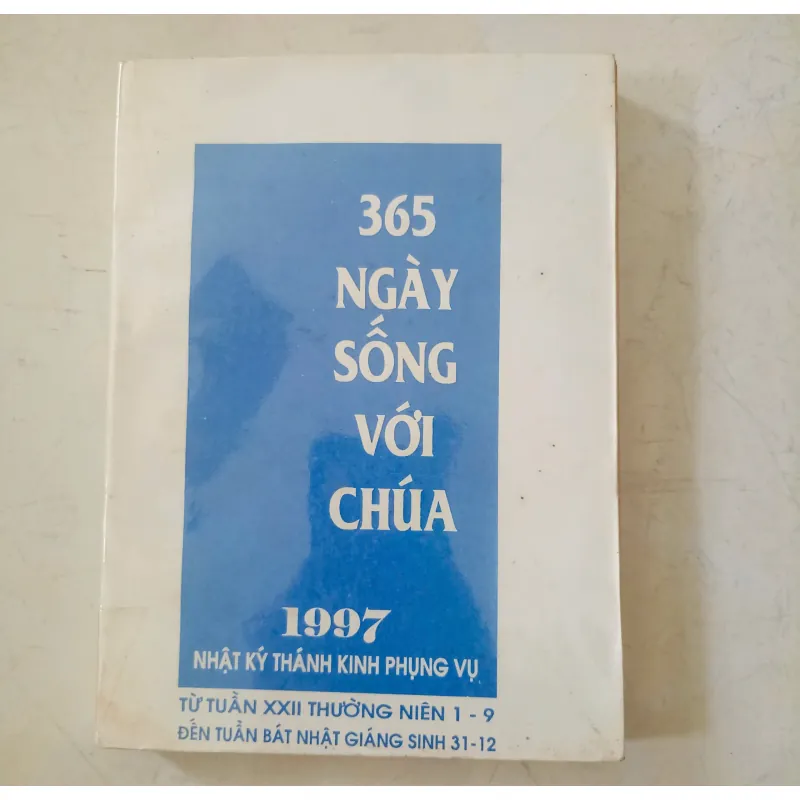 365
NGÀY
SỐNG
VỚI
CHÚA
1997
NHẬT KÝ THÁNH KINH PHỤNG VỤ
TỪ TUẦN XXII THƯỜNG NIÊN 1 - 9
ĐẾN TUẦN BÁT NHẬT GIÁNG SINH 31-12